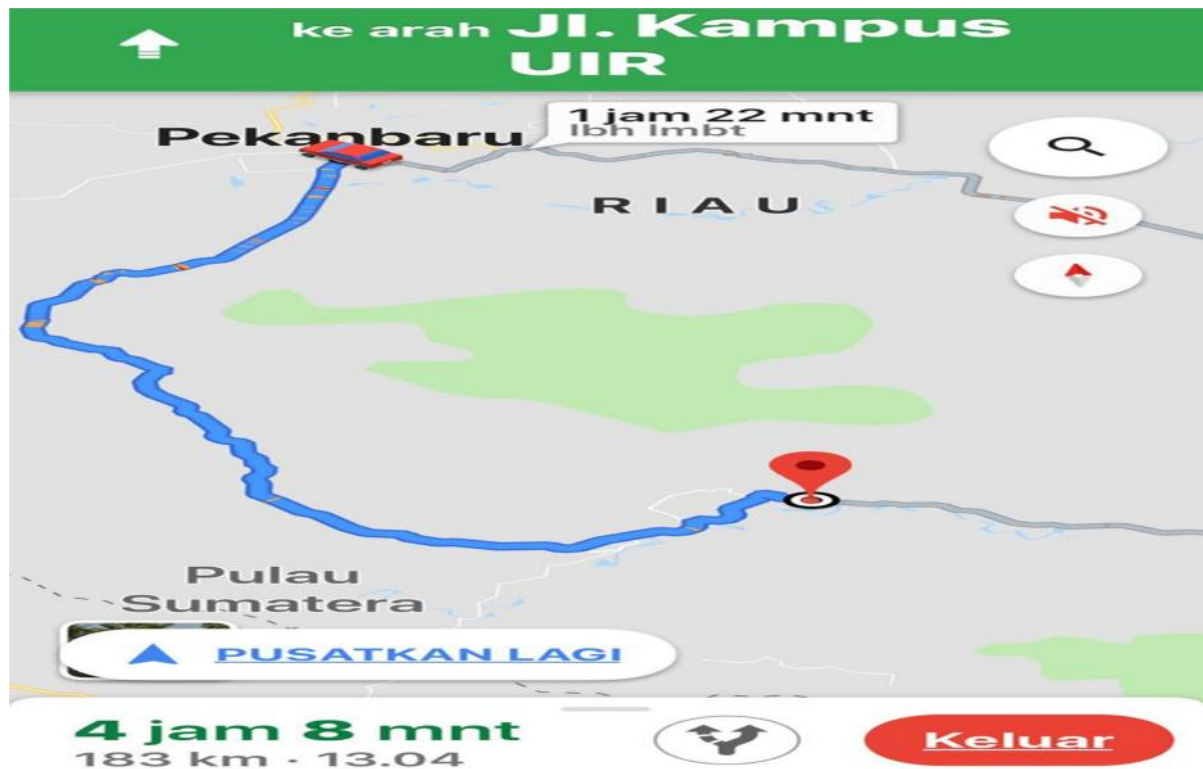 ke arah Jl. Kampus
UIR
Pekanbaru
1 jam 22 mnt
lbh lmbt
RIAU
Pulau
Sumatera
PUSATKAN LAGI
4 jam 8 mnt
183 km · 13.04
Keluar